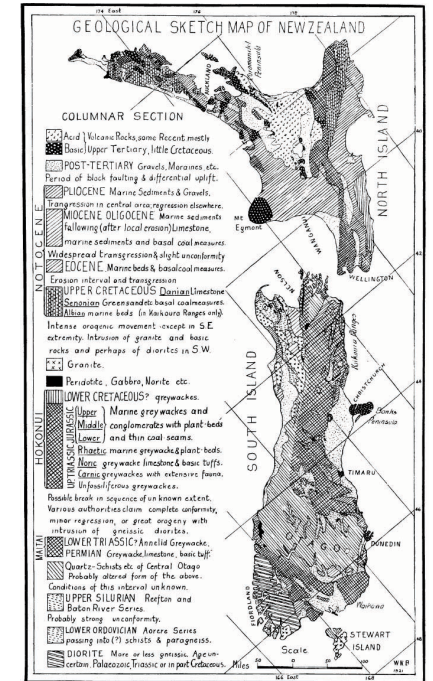 174 East
176
178
GEOLOGICAL SKETCH MAP OF NEW ZEALAND
COLUMNAR SECTION
Acid } Volcanic Rocks, some Recent mostly
Basic } Upper Tertiary, little Cretaceous.
POST-TERTIARY Gravels, Moraines, etc.
Period of block faulting & differential uplift.
PLIOCENE Marine Sediments & Gravels,
Transgression in central area; regression elsewhere.
MIOCENE OLIGOCENE Marine sediments
following (after local erosion) Limestone,
marine sediments and basal coal measures.
Widespread transgression & slight unconformity
EOCENE, Marine beds & basal coal measures.
Erosion interval and transgression
UPPER CRETACEOUS Danian Limestone
Senonian Greensand etc basal coal measures.
Albian marine beds (in Kaikoura Ranges only).
Intense orogenic movement except in S.E.
extremity. Intrusion of granite and basic
rocks and perhaps of diorites in S.W.
Granite.
Peridotite, Gabbro, Norite etc.
LOWER CRETACEOUS? greywackes.
Upper } Marine greywackes and
Middle } conglomerates with plant-beds
Lower } and thin coal seams.
Rhaetic marine greywacke & plant-beds.
Noric greywacke limestone & basic tuffs.
Carnic greywackes with extensive fauna.
Unfossiliferous greywackes.
Possible break in sequence of unknown extent.
Various authorities claim complete conformity,
minor regression, or great orogeny with
intrusion of gneissic diorites.
LOWER TRIASSIC? Annelid Greywacke.
PERMIAN Greywacke, limestone, basic tuff.
Quartz-Schists etc of Central Otago
Probably altered form of the above.
Conditions of this interval unknown.
UPPER SILURIAN Reefton and
Baton River Series.
Probably strong unconformity.
LOWER ORDOVICIAN Aorere Series
passing into (?) schists & paragneiss.
DIORITE More or less gneissic. Age un-
certain, Palaeozoic, Triassic or in part Cretaceous.
NOTOCENE
HOKONUI
JURASSIC
UP. TRIASSIC
MAITAI
AUCKLAND
Coromandel
Peninsula
NORTH ISLAND
Mt
Egmont
WANGANUI
WELLINGTON
NELSON
Kaikoura Ranges
SOUTH ISLAND
CHRISTCHURCH
Banks
Peninsula
TIMARU
OTAGO
DUNEDIN
FIORDLAND
STEWART
ISLAND
Scale
Miles
50
0
50
100
W.N.B.
1921
166 East
168
40
42
44
46
48